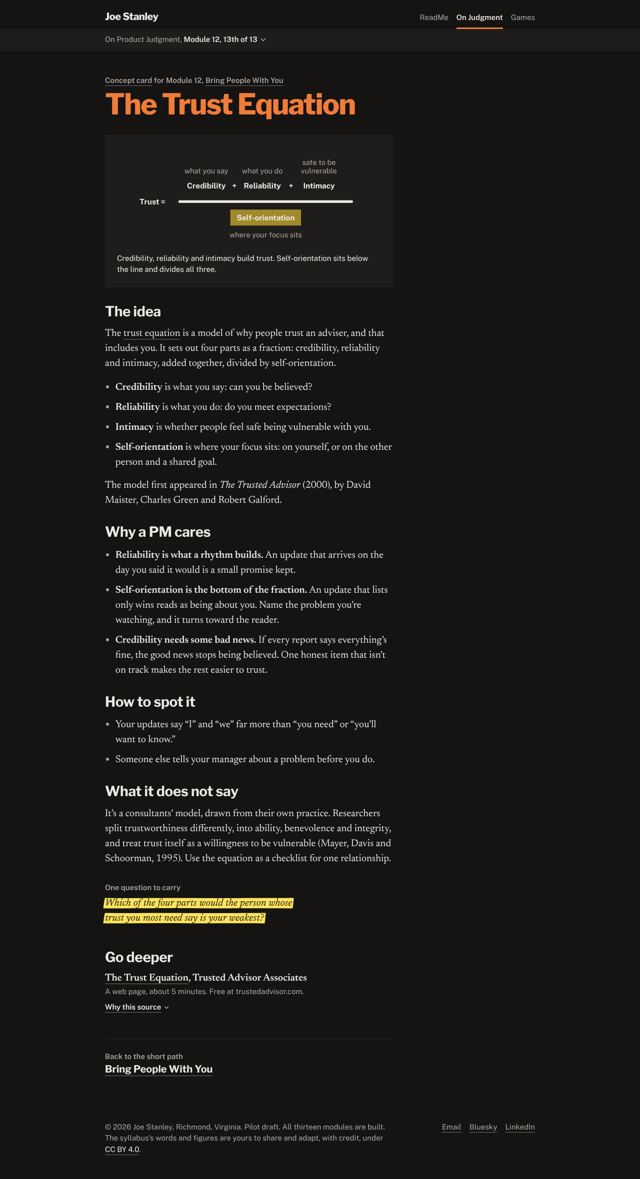 Joe Stanley
ReadMe On Judgment Games
On Product Judgment, Module 12, 13th of 13
Concept card for Module 12, Bring People With You
The Trust Equation
what you say what you do safe to be vulnerable
Credibility + Reliability + Intimacy
Trust =
Self-orientation
where your focus sits
Credibility, reliability and intimacy build trust. Self-orientation sits below
the line and divides all three.
The idea
The trust equation is a model of why people trust an adviser, and that
includes you. It sets out four parts as a fraction: credibility, reliability
and intimacy, added together, divided by self-orientation.
• Credibility is what you say: can you be believed?
• Reliability is what you do: do you meet expectations?
• Intimacy is whether people feel safe being vulnerable with you.
• Self-orientation is where your focus sits: on yourself, or on the other
person and a shared goal.
The model first appeared in The Trusted Advisor (2000), by David
Maister, Charles Green and Robert Galford.
Why a PM cares
• Reliability is what a rhythm builds. An update that arrives on the
day you said it would is a small promise kept.
• Self-orientation is the bottom of the fraction. An update that lists
only wins reads as being about you. Name the problem you’re
watching, and it turns toward the reader.
• Credibility needs some bad news. If every report says everything’s
fine, the good news stops being believed. One honest item that isn’t
on track makes the rest easier to trust.
How to spot it
• Your updates say “I” and “we” far more than “you need” or “you’ll
want to know.”
• Someone else tells your manager about a problem before you do.
What it does not say
It’s a consultants’ model, drawn from their own practice. Researchers
split trustworthiness differently, into ability, benevolence and integrity,
and treat trust itself as a willingness to be vulnerable (Mayer, Davis and
Schoorman, 1995). Use the equation as a checklist for one relationship.
One question to carry
Which of the four parts would the person whose
trust you most need say is your weakest?
Go deeper
The Trust Equation, Trusted Advisor Associates
A web page, about 5 minutes. Free at trustedadvisor.com.
Why this source
Back to the short path
Bring People With You
© 2026 Joe Stanley, Richmond, Virginia. Pilot draft. All thirteen modules are built.
The syllabus’s words and figures are yours to share and adapt, with credit, under
CC BY 4.0.
Email Bluesky LinkedIn